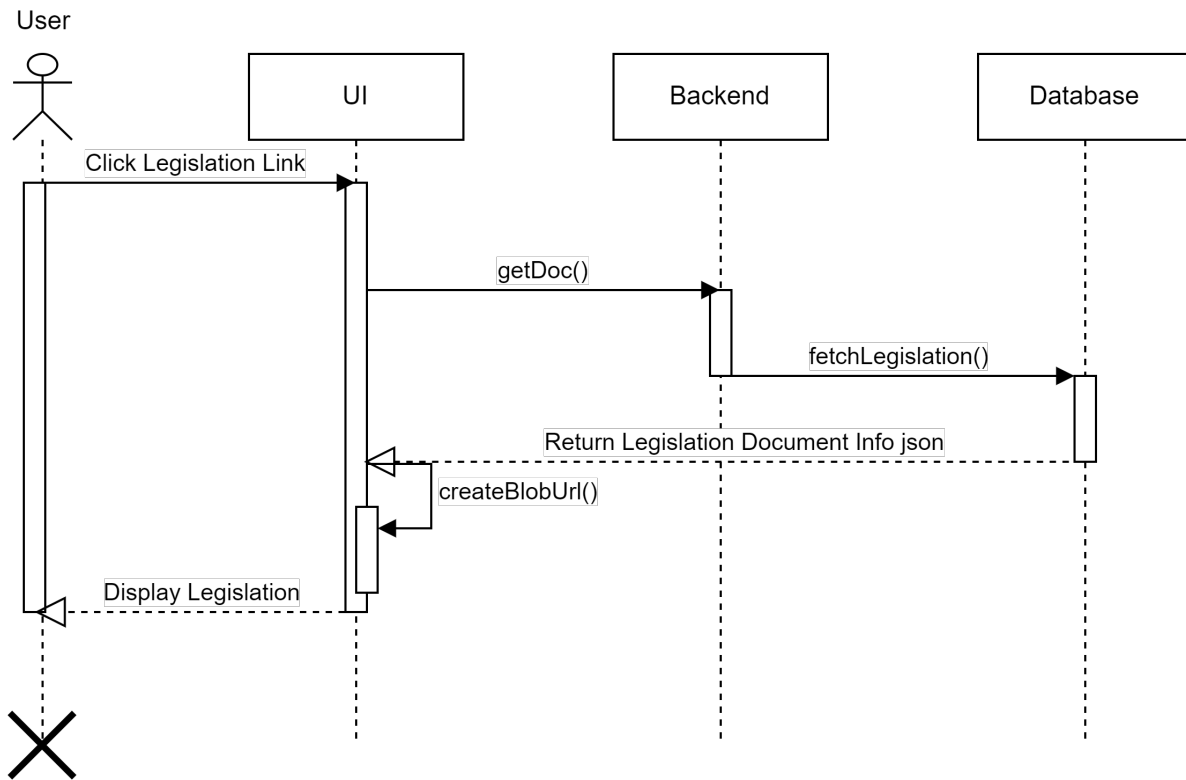 User
UI
Backend
Database
Click Legislation Link
getDoc()
fetchLegislation()
Return Legislation Document Info json
createBlobUrl()
Display Legislation